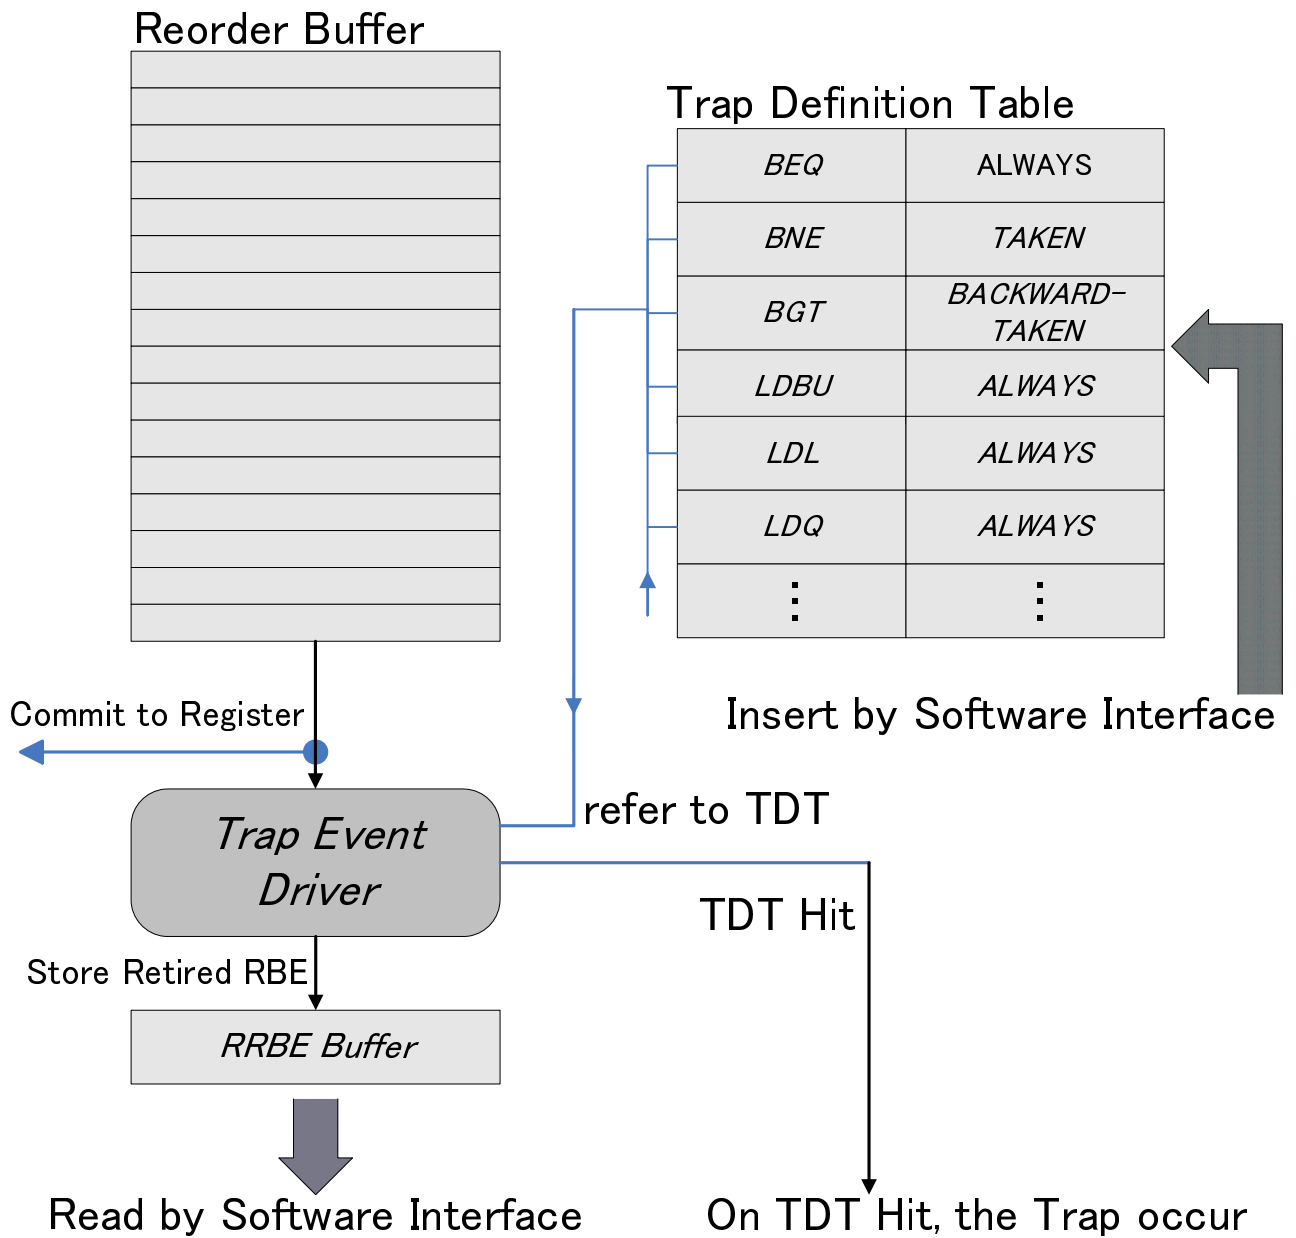 Reorder Buffer
Trap Definition Table
BEQ ALWAYS
BNE TAKEN
BGT BACKWARD-
TAKEN
LDBU ALWAYS
LDL ALWAYS
LDQ ALWAYS
⋮ ⋮
Commit to Register
Insert by Software Interface
refer to TDT
Trap Event
Driver
TDT Hit
Store Retired RBE
RRBE Buffer
Read by Software Interface
On TDT Hit, the Trap occur